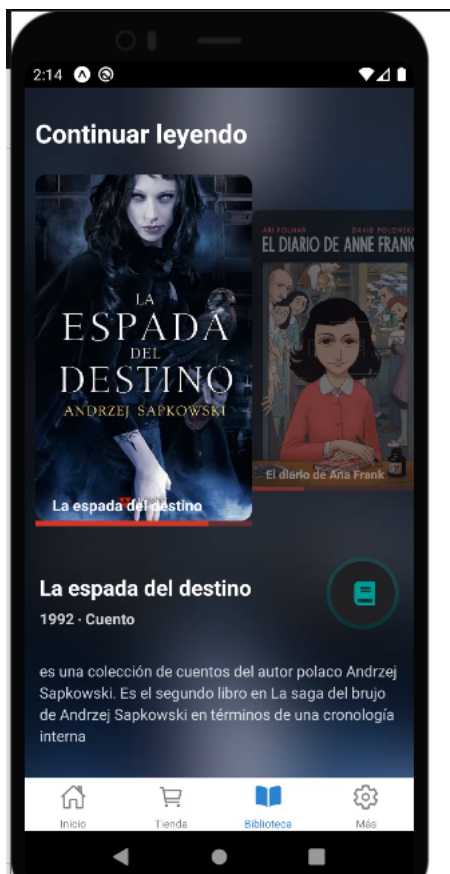 2:14
Continuar leyendo
LA
ESPADA
DEL
DESTINO
ANDRZEJ SAPKOWSKI
La espada del destino
ARI FOLMAN DAVID POLONSKY
EL DIARIO DE ANNE FRANK
El diario de Ana Frank
La espada del destino
1992 · Cuento
es una colección de cuentos del autor polaco Andrzej
Sapkowski. Es el segundo libro en La saga del brujo
de Andrzej Sapkowski en términos de una cronología
interna
Inicio
Tienda
Biblioteca
Más